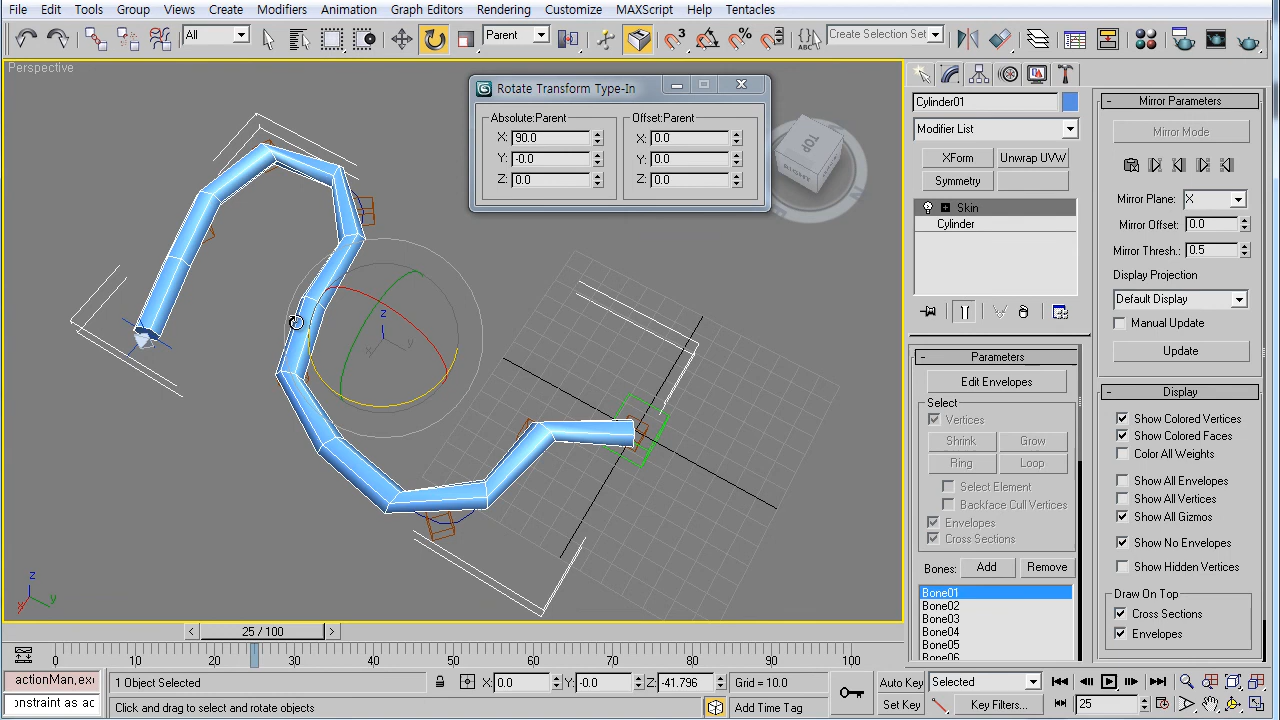 File Edit Tools Group Views Create Modifiers Animation Graph Editors Rendering Customize MAXScript Help Tentacles
All Parent Create Selection Set
Perspective
Rotate Transform Type-In
Absolute:Parent
X: 90.0
Y: -0.0
Z: 0.0
Offset:Parent
X: 0.0
Y: 0.0
Z: 0.0
TOP
RIGHT
z
y
z
y
x
Cylinder01
Modifier List
XForm Unwrap UVW
Symmetry
Skin
Cylinder
- Parameters
Edit Envelopes
Select
Vertices
Shrink Grow
Ring Loop
Select Element
Backface Cull Vertices
Envelopes
Cross Sections
Bones: Add Remove
Bone01
Bone02
Bone03
Bone04
Bone05
- Mirror Parameters
Mirror Mode
Mirror Plane: X
Mirror Offset: 0.0
Mirror Thresh.: 0.5
Display Projection
Default Display
Manual Update
Update
- Display
Show Colored Vertices
Show Colored Faces
Color All Weights
Show All Envelopes
Show All Vertices
Show All Gizmos
Show No Envelopes
Show Hidden Vertices
Draw On Top
Cross Sections
Envelopes
< 25 / 100 >
0 10 20 30 40 50 60 70 80 90 100
1 Object Selected X: 0.0 Y: -0.0 Z: -41.796 Grid = 10.0 Auto Key Selected
Click and drag to select and rotate objects Add Time Tag Set Key Key Filters... 25